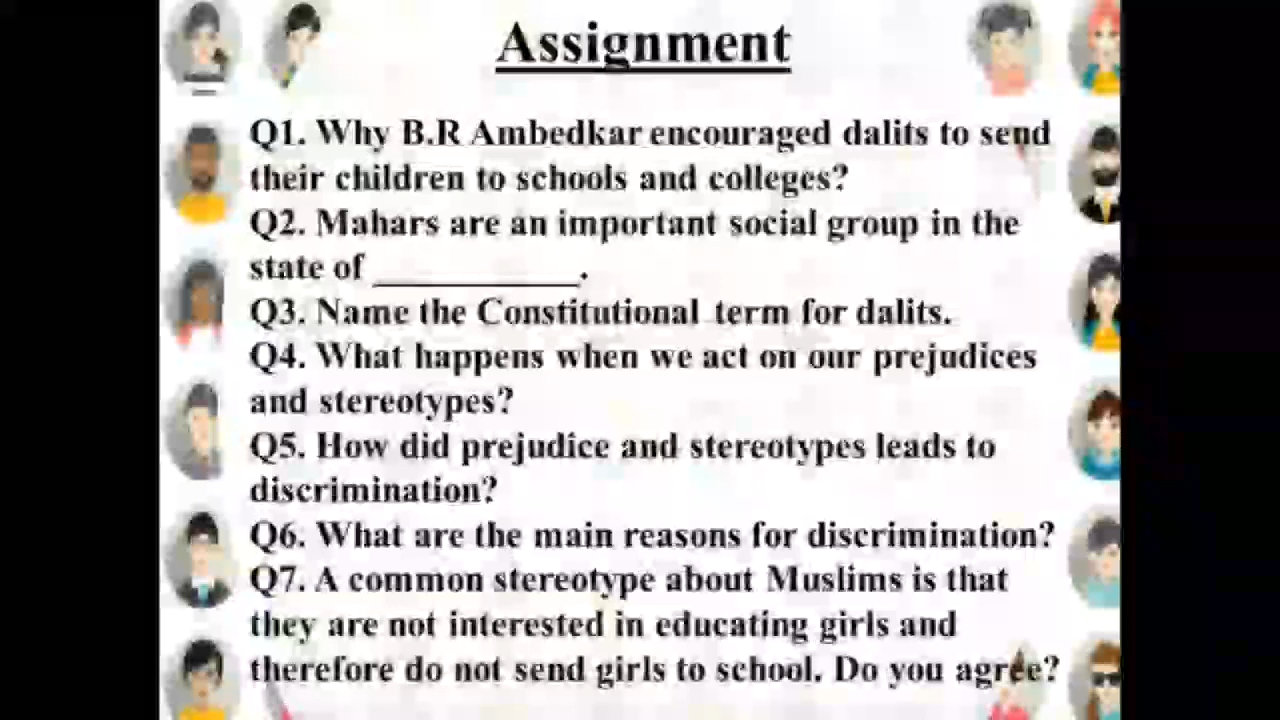 Assignment
Q1. Why B.R Ambedkar encouraged dalits to send
their children to schools and colleges?
Q2. Mahars are an important social group in the
state of ____________.
Q3. Name the Constitutional term for dalits.
Q4. What happens when we act on our prejudices
and stereotypes?
Q5. How did prejudice and stereotypes leads to
discrimination?
Q6. What are the main reasons for discrimination?
Q7. A common stereotype about Muslims is that
they are not interested in educating girls and
therefore do not send girls to school. Do you agree?